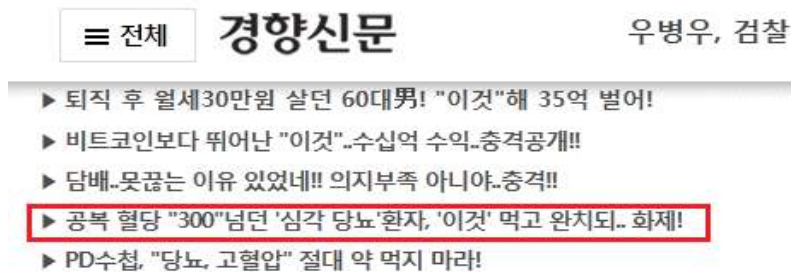 ≡ 전체 경향신문 우병우, 검찰
▶ 퇴직 후 월세30만원 살던 60대男! "이것"해 35억 벌어!
▶ 비트코인보다 뛰어난 "이것"..수십억 수익..충격공개!!
▶ 담배..못끊는 이유 있었네!! 의지부족 아니야..충격!!
▶ 공복 혈당 "300"넘던 '심각 당뇨'환자, '이것' 먹고 완치되.. 화제!
▶ PD수첩, "당뇨, 고혈압" 절대 약 먹지 마라!